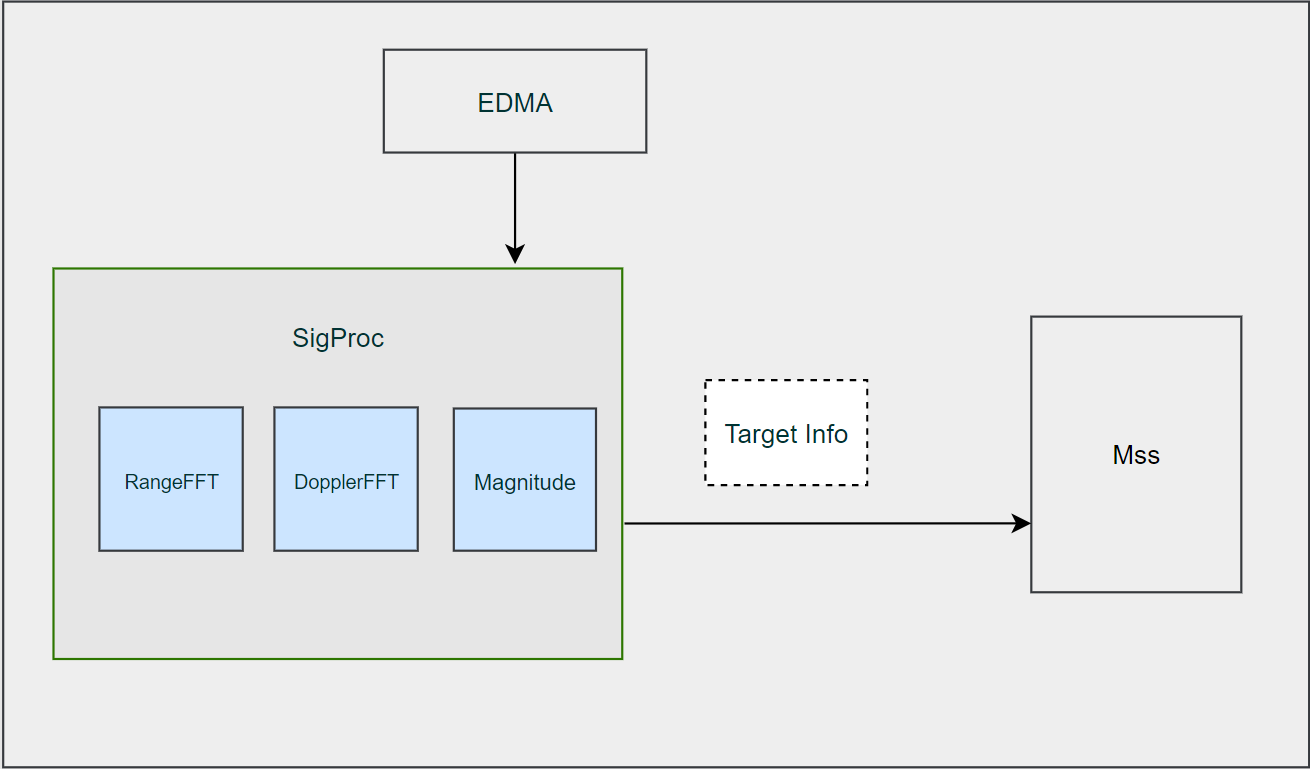 EDMA
SigProc
RangeFFT
DopplerFFT
Magnitude
Target Info
Mss